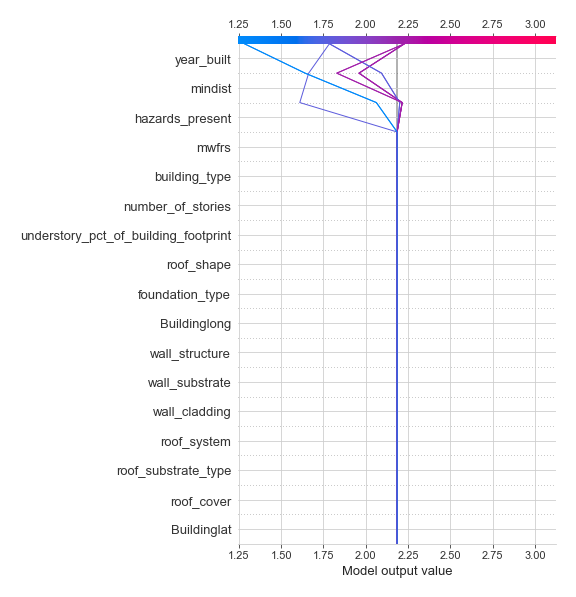 1.25 1.50 1.75 2.00 2.25 2.50 2.75 3.00
year_built
mindist
hazards_present
mwfrs
building_type
number_of_stories
understory_pct_of_building_footprint
roof_shape
foundation_type
Buildinglong
wall_structure
wall_substrate
wall_cladding
roof_system
roof_substrate_type
roof_cover
Buildinglat
1.25 1.50 1.75 2.00 2.25 2.50 2.75 3.00
Model output value